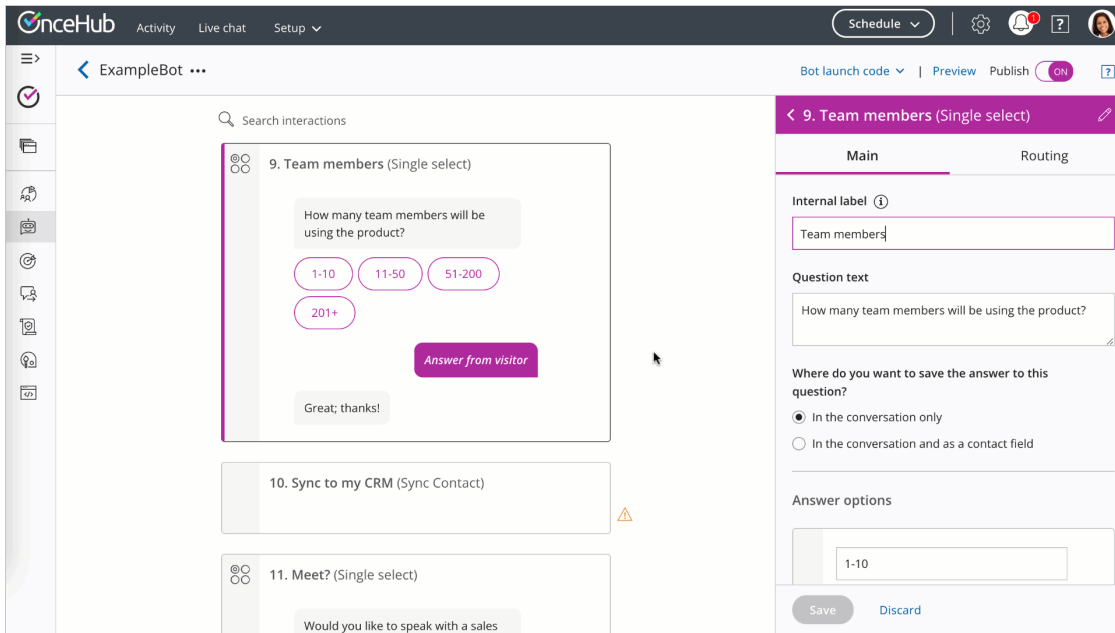 OnceHub
Activity
Live chat
Setup
Schedule
1
?
ExampleBot •••
Bot launch code
|
Preview
Publish
ON
?
Search interactions
9. Team members (Single select)
How many team members will be
using the product?
1-10
11-50
51-200
201+
Answer from visitor
Great; thanks!
10. Sync to my CRM (Sync Contact)
11. Meet? (Single select)
Would you like to speak with a sales
9. Team members (Single select)
Main
Routing
Internal label
Team members
Question text
How many team members will be using the product?
Where do you want to save the answer to this
question?
In the conversation only
In the conversation and as a contact field
Answer options
1-10
Save
Discard